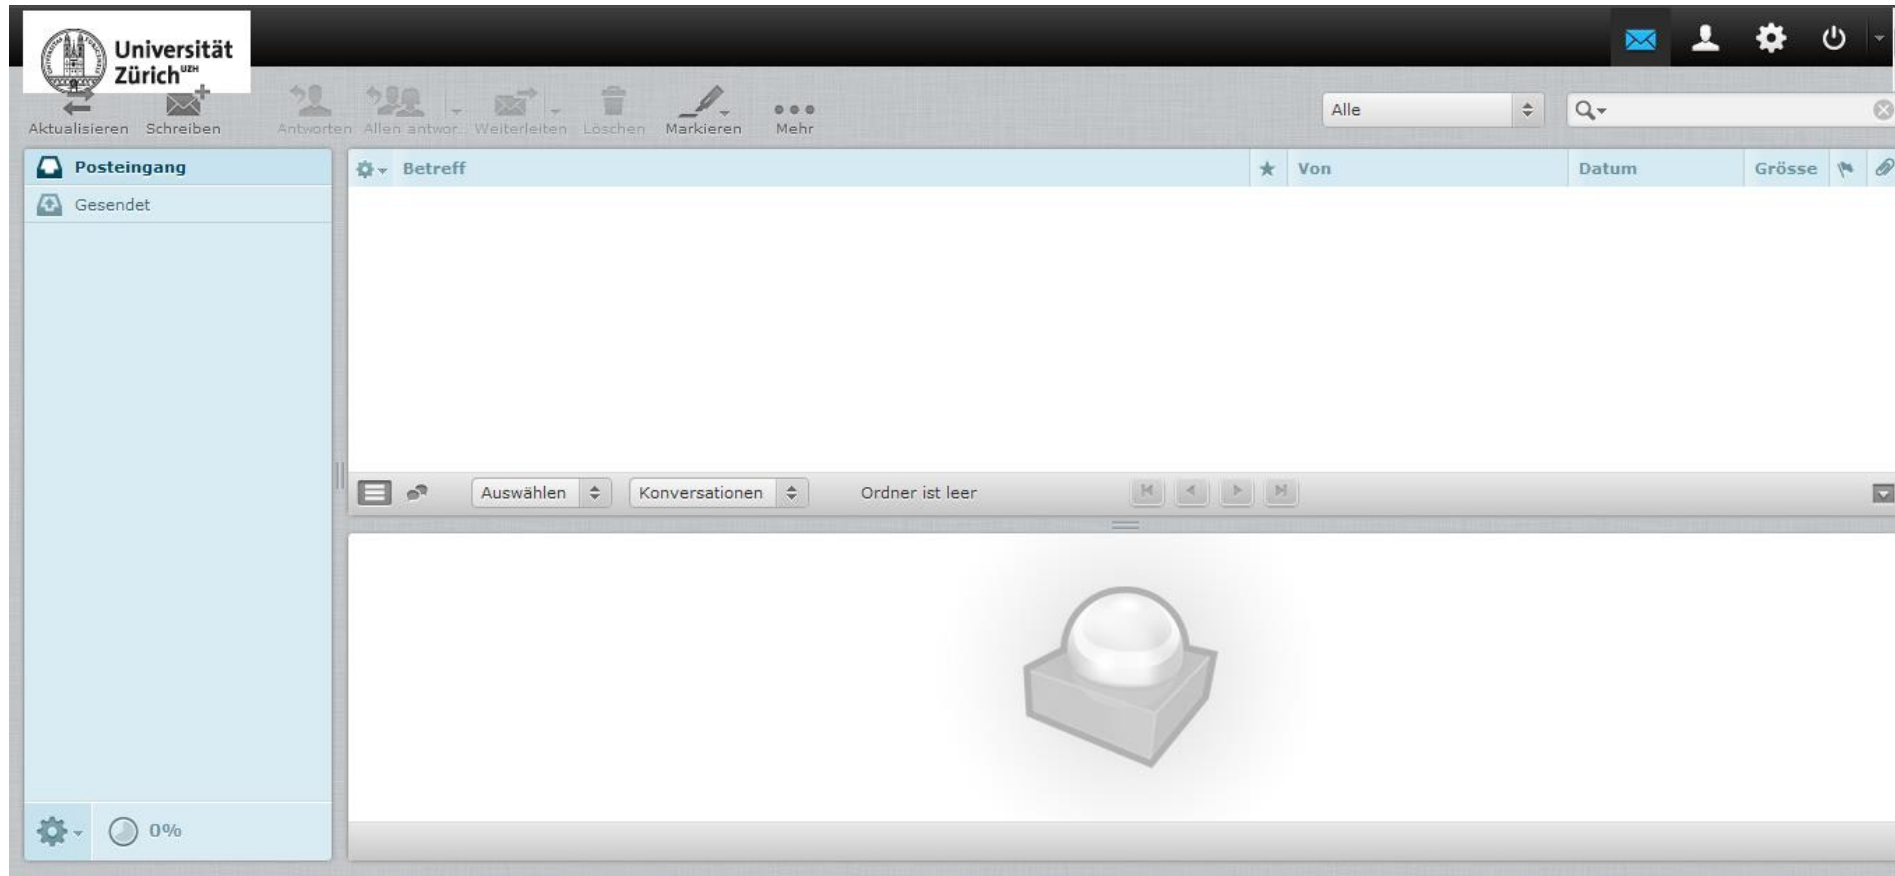 Universität
Zürich UZH
Aktualisieren Schreiben Antworten Allen antwor... Weiterleiten Löschen Markieren Mehr Alle
Posteingang
Gesendet
Betreff Von Datum Grösse
Auswählen Konversationen Ordner ist leer
0%